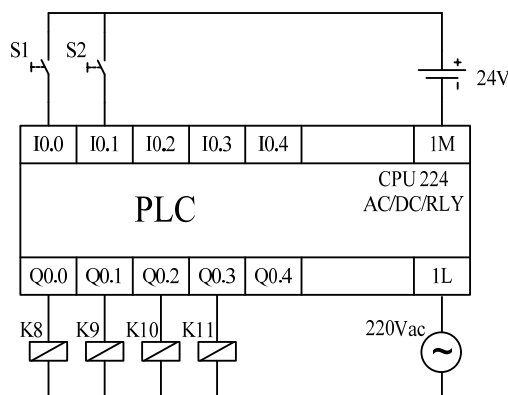 S1 S2
+
-
24V
I0.0 I0.1 I0.2 I0.3 I0.4 1M
CPU 224
PLC AC/DC/RLY
Q0.0 Q0.1 Q0.2 Q0.3 Q0.4 1L
K8 K9 K10 K11 220Vac
~